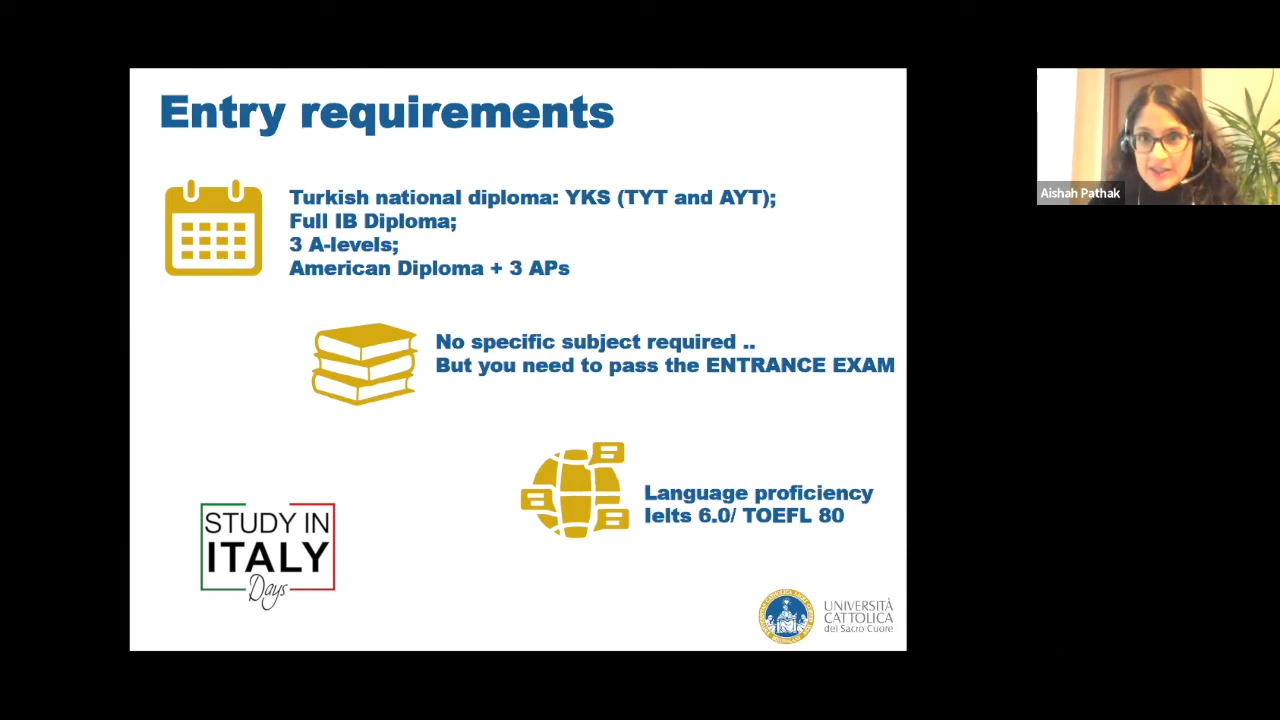 Entry requirements
Turkish national diploma: YKS (TYT and AYT);
Full IB Diploma;
3 A-levels;
American Diploma + 3 APs
No specific subject required ..
But you need to pass the ENTRANCE EXAM
Language proficiency
Ielts 6.0/ TOEFL 80
STUDY IN
ITALY
Days
UNIVERSITÀ
CATTOLICA
del Sacro Cuore
Aishah Pathak